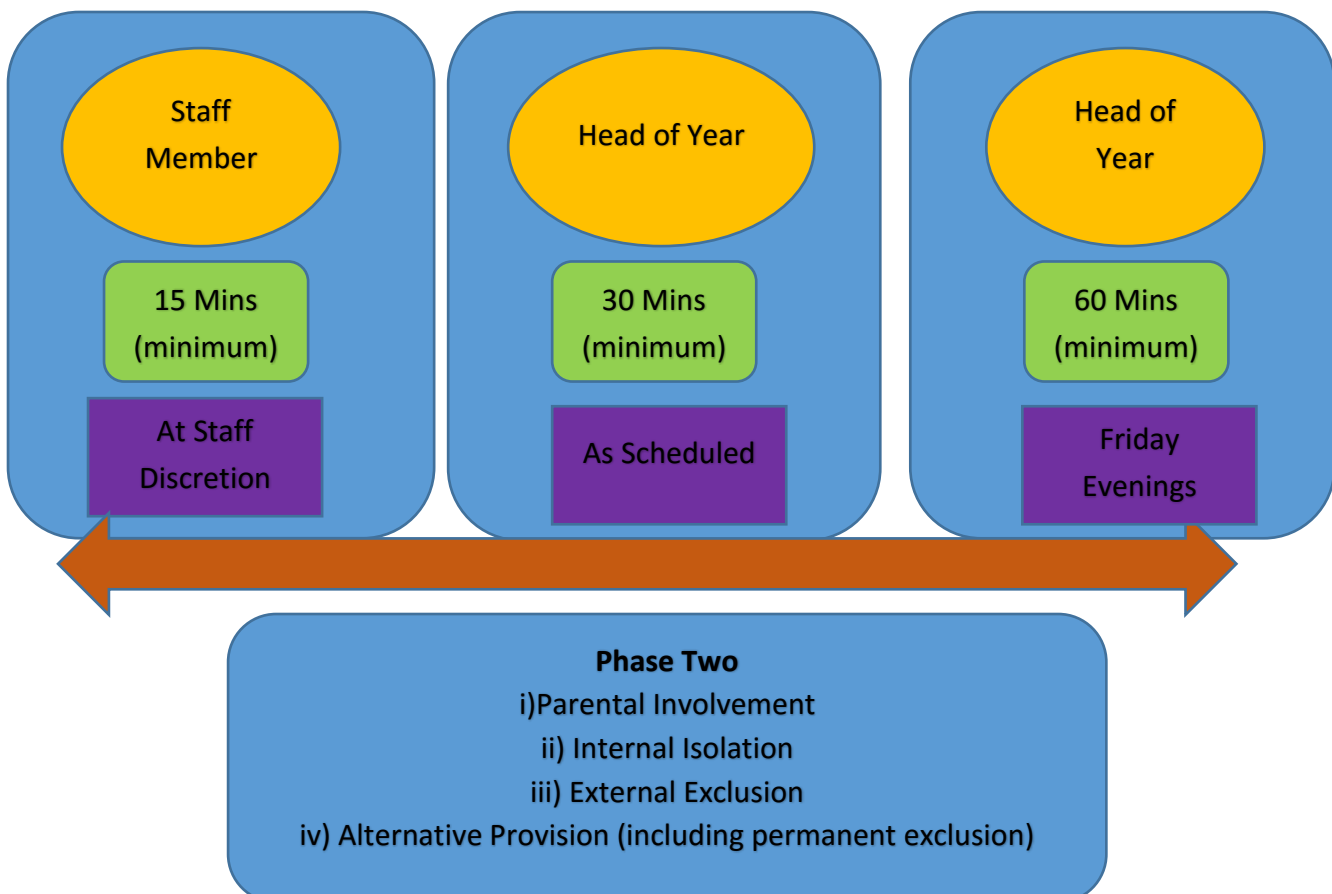 Staff
Member
15 Mins
(minimum)
At Staff
Discretion
Head of Year
30 Mins
(minimum)
As Scheduled
Head of
Year
60 Mins
(minimum)
Friday
Evenings
Phase Two
i)Parental Involvement
ii) Internal Isolation
iii) External Exclusion
iv) Alternative Provision (including permanent exclusion)